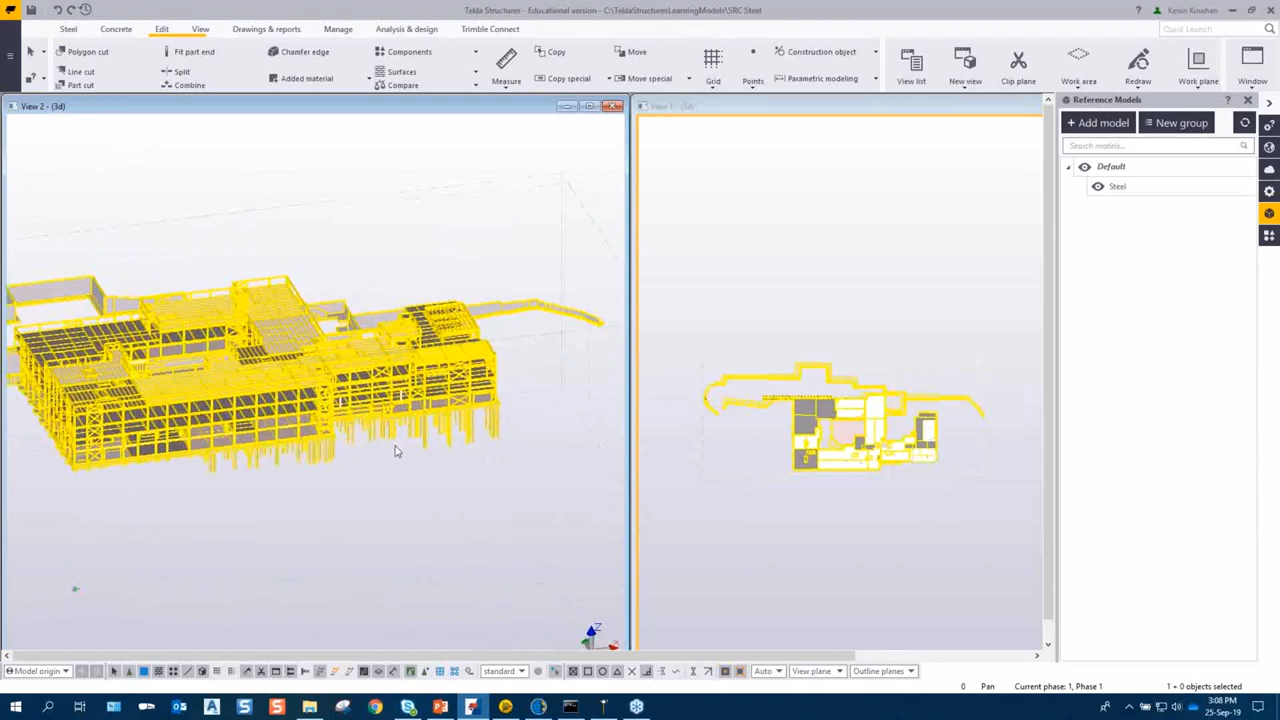 Tekla Structures - Educational version - C:\TeklaStructuresLearningModels\SRC Steel
Kevin Kinahan
Steel
Concrete
Edit
View
Drawings & reports
Manage
Analysis & design
Trimble Connect
Quick Launch
Polygon cut
Fit part end
Chamfer edge
Components
Copy
Move
Construction object
Line cut
Split
Surfaces
Part cut
Combine
Added material
Compare
Measure
Copy special
Move special
Grid
Points
Parametric modeling
View list
New view
Clip plane
Work area
Redraw
Work plane
Window
View 2 - (3d)
View 1 - (3d)
Reference Models
+ Add model
New group
Search models...
Default
Steel
Z
Model origin
standard
Auto
View plane
Outline planes
0
Pan
Current phase: 1, Phase 1
1 + 0 objects selected
3:08 PM
25-Sep-19